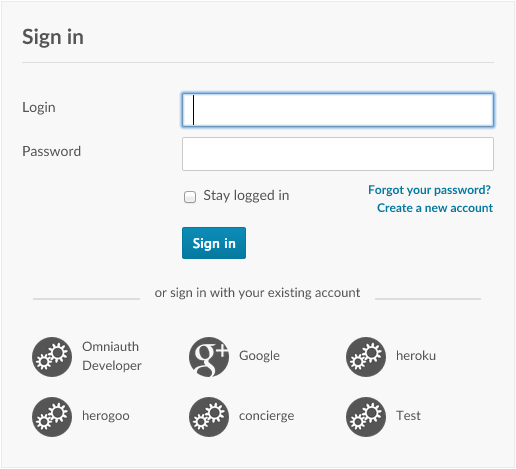 Sign in
Login
Password
Stay logged in
Forgot your password?
Create a new account
Sign in
or sign in with your existing account
Omniauth
Developer
g+
Google
heroku
herogoo
concierge
Test